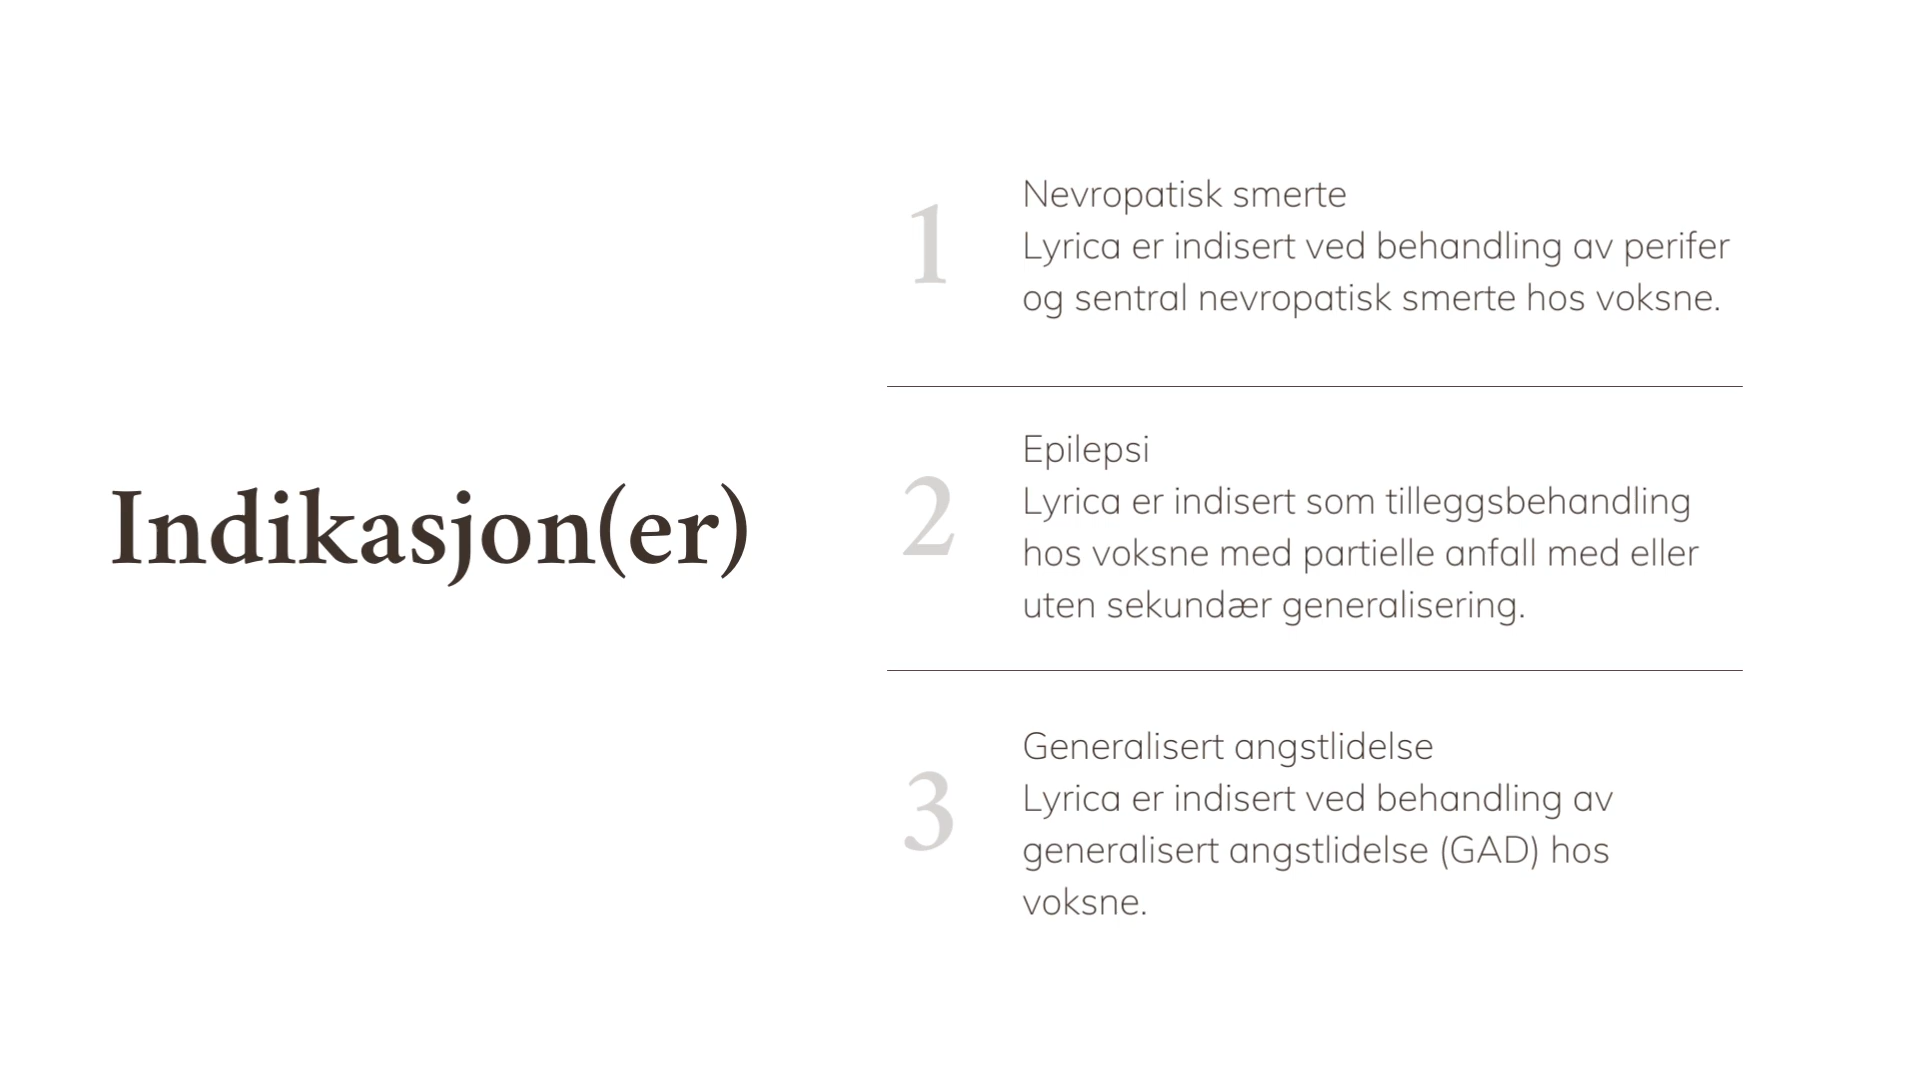 Indikasjon(er)
1
Nevropatisk smerte
Lyrica er indisert ved behandling av perifer
og sentral nevropatisk smerte hos voksne.
2
Epilepsi
Lyrica er indisert som tilleggsbehandling
hos voksne med partielle anfall med eller
uten sekundær generalisering.
3
Generalisert angstlidelse
Lyrica er indisert ved behandling av
generalisert angstlidelse (GAD) hos
voksne.